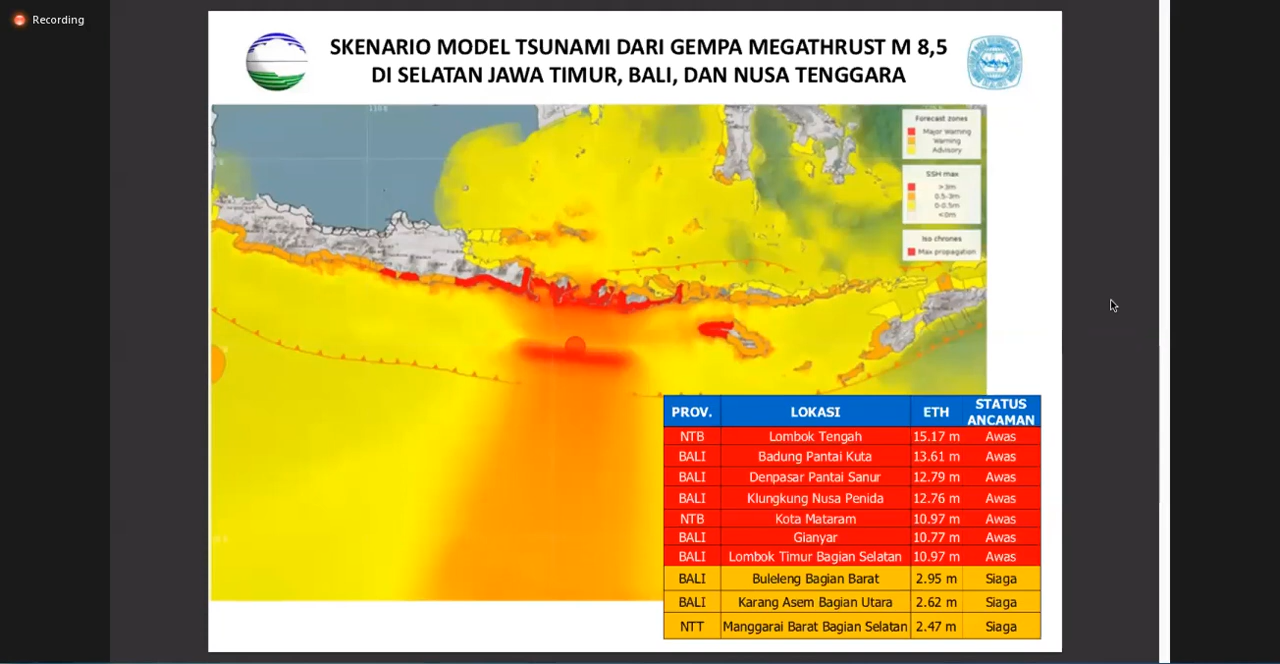 Recording
SKENARIO MODEL TSUNAMI DARI GEMPA MEGATHRUST M 8,5
DI SELATAN JAWA TIMUR, BALI, DAN NUSA TENGGARA
Forecast zones
Major Warning
Warning
Advisory
SSH max
>3m
0.5-3m
0-0.5m
<0m
Iso chrones
Max propagation
PROV. LOKASI ETH STATUS ANCAMAN
NTB Lombok Tengah 15.17 m Awas
BALI Badung Pantai Kuta 13.61 m Awas
BALI Denpasar Pantai Sanur 12.79 m Awas
BALI Klungkung Nusa Penida 12.76 m Awas
NTB Kota Mataram 10.97 m Awas
BALI Gianyar 10.77 m Awas
BALI Lombok Timur Bagian Selatan 10.97 m Awas
BALI Buleleng Bagian Barat 2.95 m Siaga
BALI Karang Asem Bagian Utara 2.62 m Siaga
NTT Manggarai Barat Bagian Selatan 2.47 m Siaga